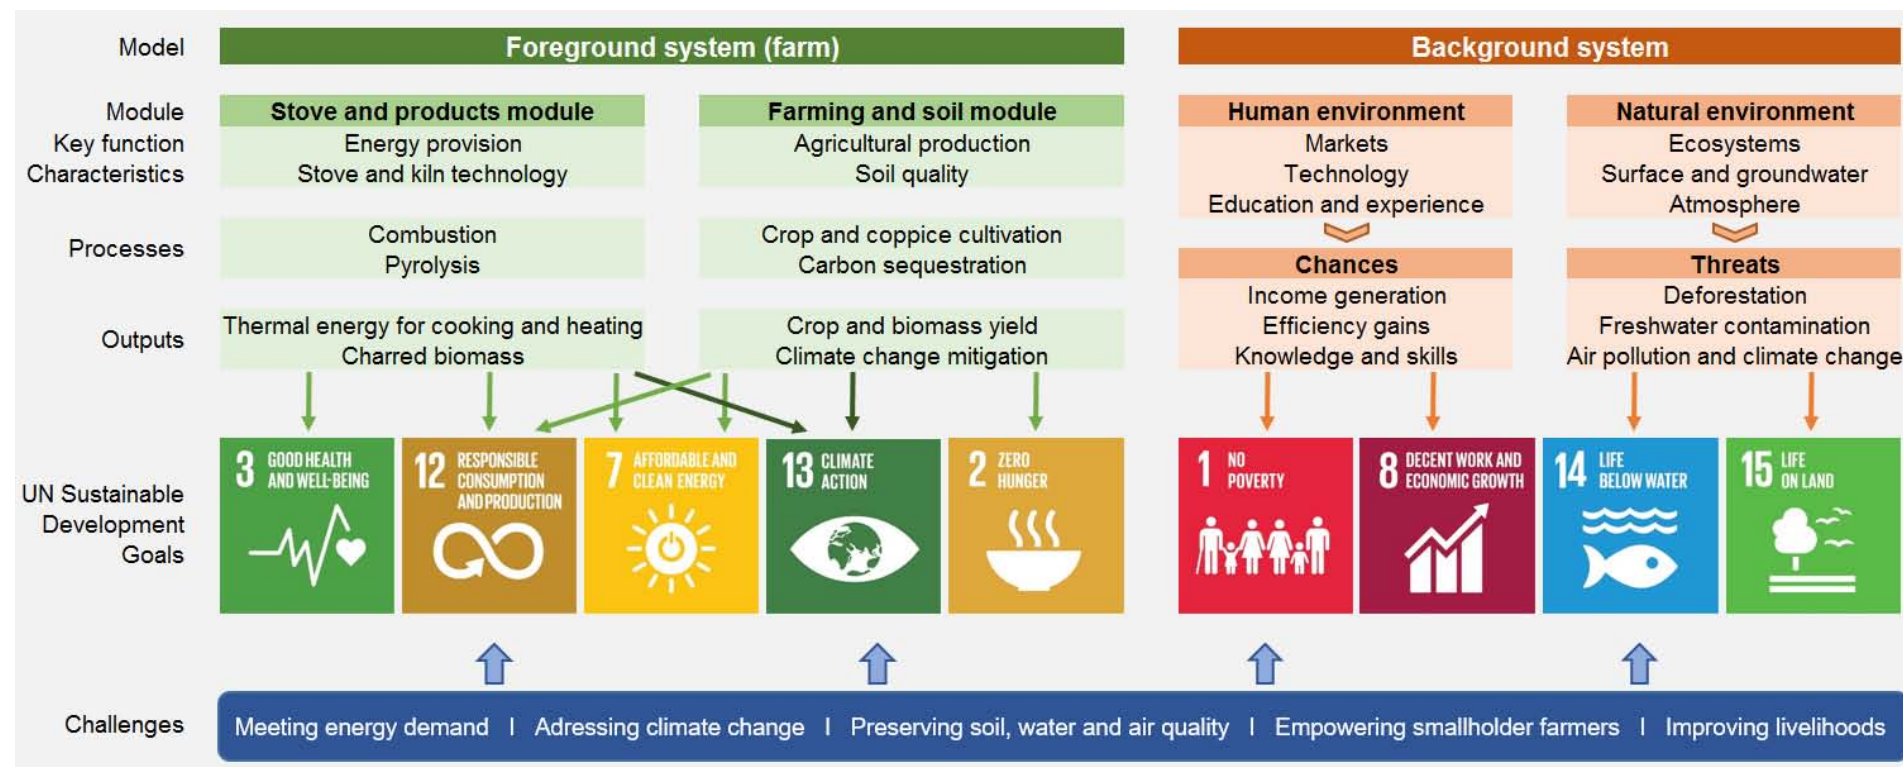 Model
Foreground system (farm)
Background system
Module
Key function
Characteristics
Stove and products module
Energy provision
Stove and kiln technology
Farming and soil module
Agricultural production
Soil quality
Human environment
Markets
Technology
Education and experience
Natural environment
Ecosystems
Surface and groundwater
Atmosphere
Processes
Combustion
Pyrolysis
Crop and coppice cultivation
Carbon sequestration
Chances
Income generation
Efficiency gains
Knowledge and skills
Threats
Deforestation
Freshwater contamination
Air pollution and climate change
Outputs
Thermal energy for cooking and heating
Charred biomass
Crop and biomass yield
Climate change mitigation
UN Sustainable
Development
Goals
3 GOOD HEALTH
AND WELL-BEING
12 RESPONSIBLE
CONSUMPTION
AND PRODUCTION
7 AFFORDABLE AND
CLEAN ENERGY
13 CLIMATE
ACTION
2 ZERO
HUNGER
1 NO
POVERTY
8 DECENT WORK AND
ECONOMIC GROWTH
14 LIFE
BELOW WATER
15 LIFE
ON LAND
Challenges
Meeting energy demand I Adressing climate change I Preserving soil, water and air quality I Empowering smallholder farmers I Improving livelihoods